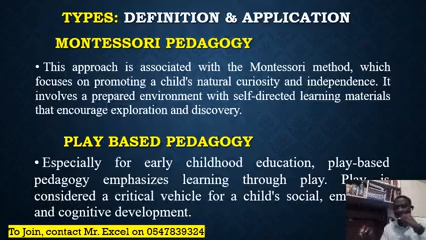 TYPES: DEFINITION & APPLICATION
MONTESSORI PEDAGOGY
• This approach is associated with the Montessori method, which
focuses on promoting a child's natural curiosity and independence. It
involves a prepared environment with self-directed learning materials
that encourage exploration and discovery.
PLAY BASED PEDAGOGY
• Especially for early childhood education, play-based
pedagogy emphasizes learning through play. Play is
considered a critical vehicle for a child's social,
and cognitive development.
To Join, contact Mr. Excel on 0547839324